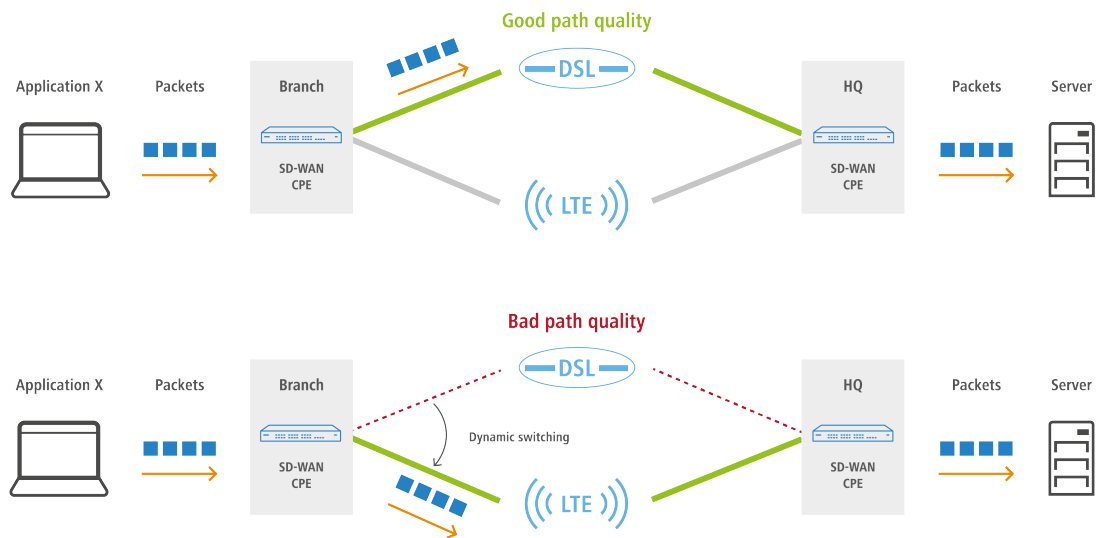 Good path quality
DSL
Application X
Packets
Branch
HQ
Packets
Server
SD-WAN
CPE
SD-WAN
CPE
LTE
Bad path quality
DSL
Application X
Packets
Branch
HQ
Packets
Server
Dynamic switching
SD-WAN
CPE
SD-WAN
CPE
LTE